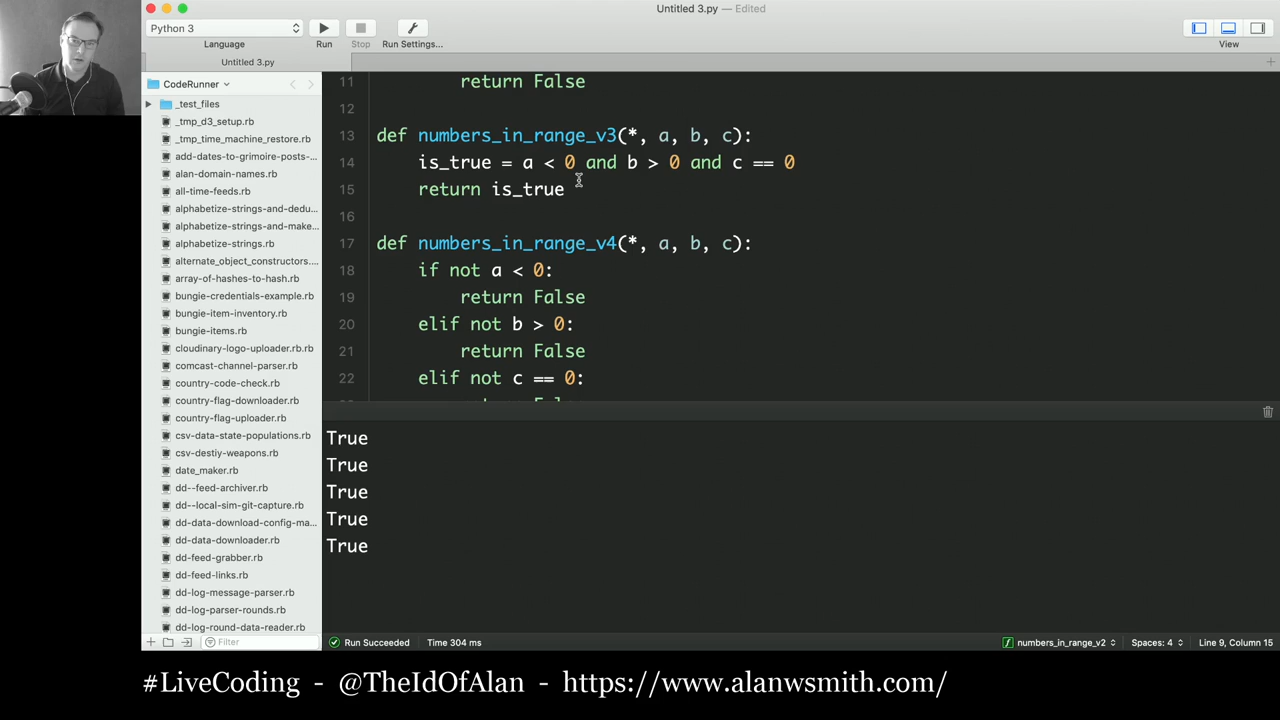 Untitled 3.py — Edited
Python 3
Language
Run
Stop
Run Settings...
View
Untitled 3.py
CodeRunner
_test_files
_tmp_d3_setup.rb
_tmp_time_machine_restore.rb
add-dates-to-grimoire-posts-...
alan-domain-names.rb
all-time-feeds.rb
alphabetize-strings-and-dedu...
alphabetize-strings-and-make...
alphabetize-strings.rb
alternate_object_constructors....
array-of-hashes-to-hash.rb
bungie-credentials-example.rb
bungie-item-inventory.rb
bungie-items.rb
cloudinary-logo-uploader.rb.rb
comcast-channel-parser.rb
country-code-check.rb
country-flag-downloader.rb
country-flag-uploader.rb
csv-data-state-populations.rb
csv-destiy-weapons.rb
date_maker.rb
dd--feed-archiver.rb
dd--local-sim-git-capture.rb
dd-data-download-config-ma...
dd-data-downloader.rb
dd-feed-grabber.rb
dd-feed-links.rb
dd-log-message-parser.rb
dd-log-parser-rounds.rb
dd-log-round-data-reader.rb
Filter
11 return False
12
13 def numbers_in_range_v3(*, a, b, c):
14 is_true = a < 0 and b > 0 and c == 0
15 return is_true
16
17 def numbers_in_range_v4(*, a, b, c):
18 if not a < 0:
19 return False
20 elif not b > 0:
21 return False
22 elif not c == 0:
True
True
True
True
True
Run Succeeded Time 304 ms
numbers_in_range_v2 Spaces: 4 Line 9, Column 15
#LiveCoding - @TheIdOfAlan - https://www.alanwsmith.com/